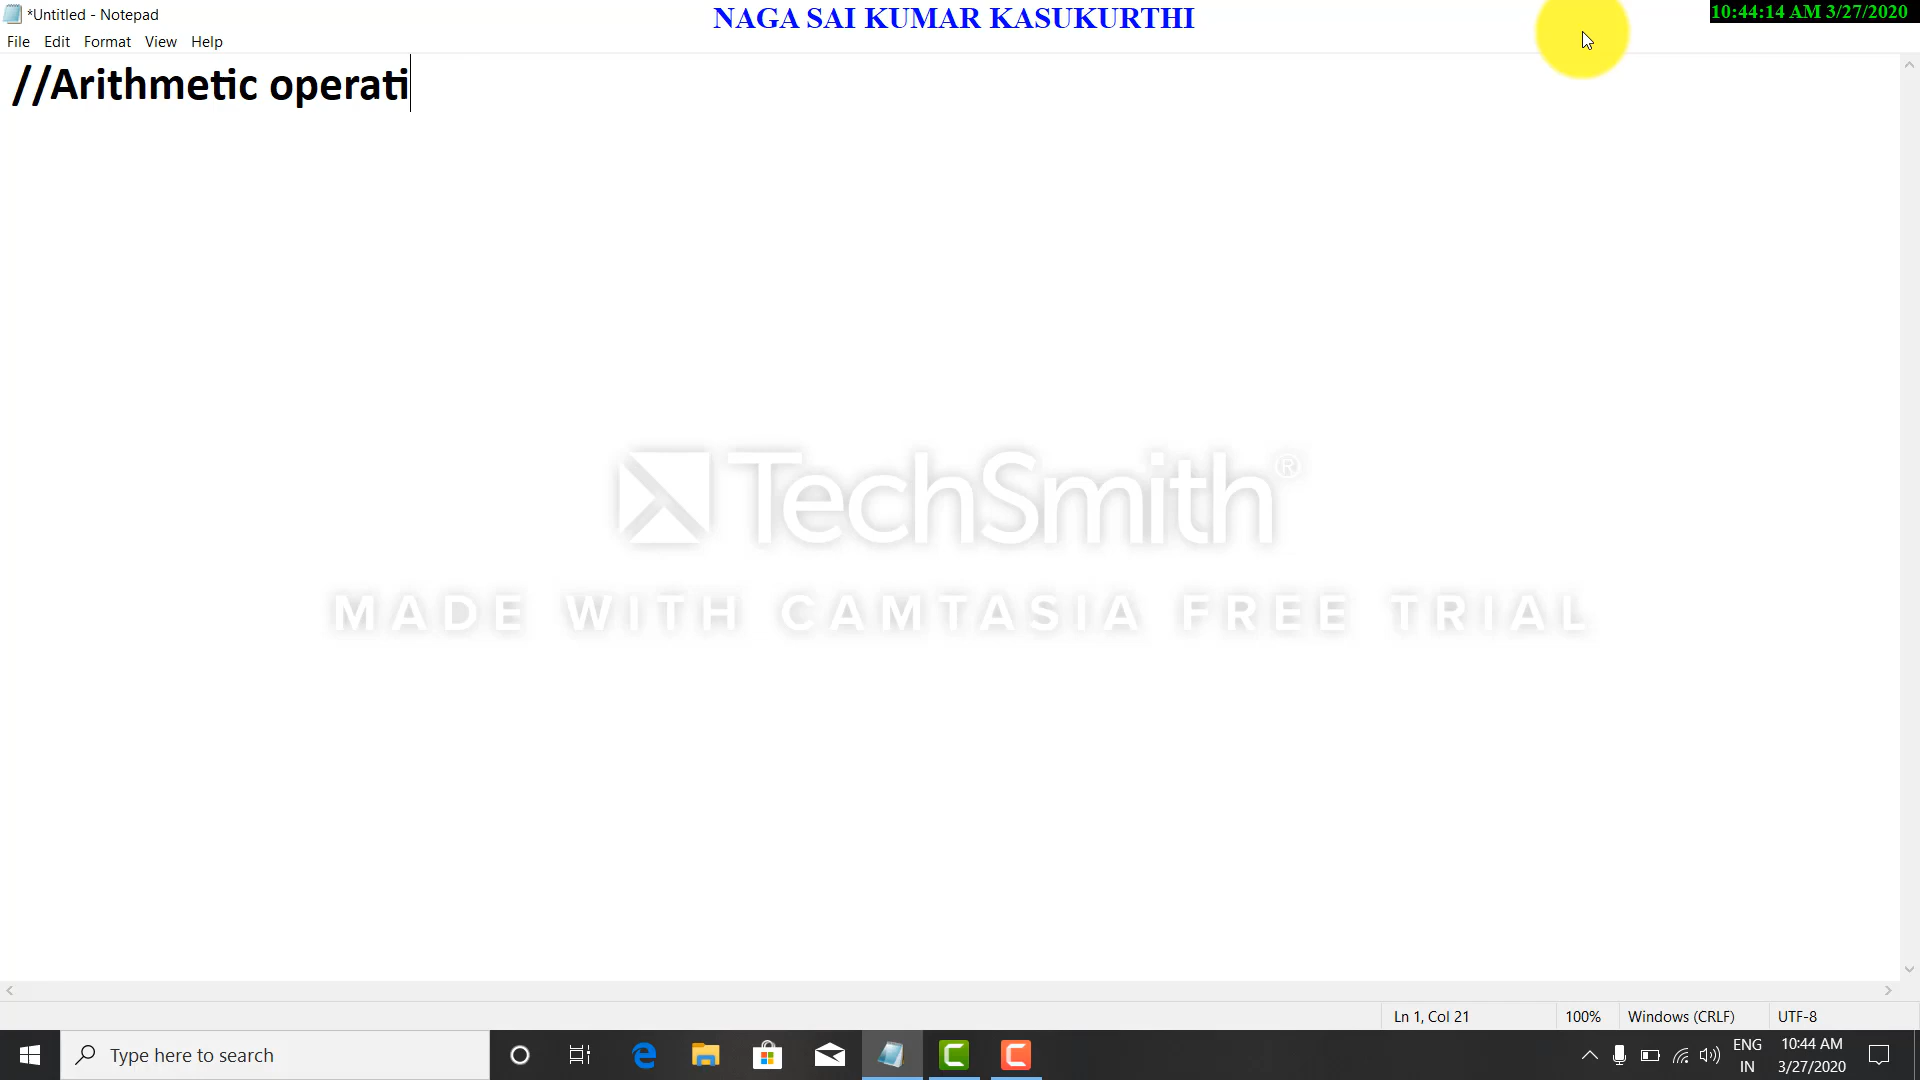 *Untitled - Notepad
NAGA SAI KUMAR KASUKURTHI
10:44:14 AM 3/27/2020
File Edit Format View Help
//Arithmetic operati
TechSmith®
MADE WITH CAMTASIA FREE TRIAL
Ln 1, Col 21 100% Windows (CRLF) UTF-8
Type here to search
ENG
IN
10:44 AM
3/27/2020